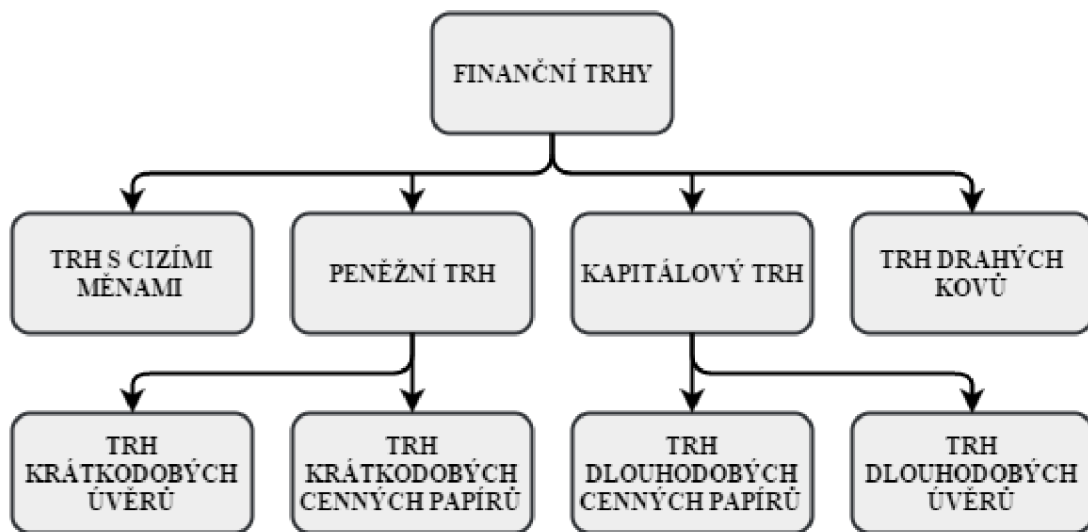 FINANČNÍ TRHY
TRH S CIZÍMI
MĚNAMI
PENĚŽNÍ TRH
KAPITÁLOVÝ TRH
TRH DRAHÝCH
KOVŮ
TRH
KRÁTKODOBÝCH
ÚVĚRŮ
TRH
KRÁTKODOBÝCH
CENNÝCH PAPÍRŮ
TRH
DLOUHODOBÝCH
CENNÝCH PAPÍRŮ
TRH
DLOUHODOBÝCH
ÚVĚRŮ